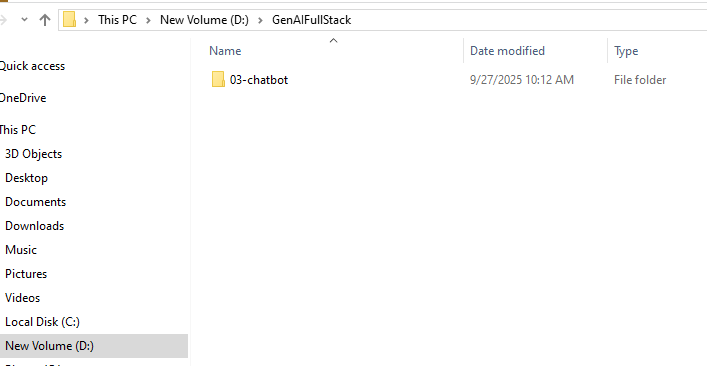 This PC > New Volume (D:) > GenAIFullStack
Name Date modified Type
Quick access
03-chatbot 9/27/2025 10:12 AM File folder
OneDrive
This PC
3D Objects
Desktop
Documents
Downloads
Music
Pictures
Videos
Local Disk (C:)
New Volume (D:)